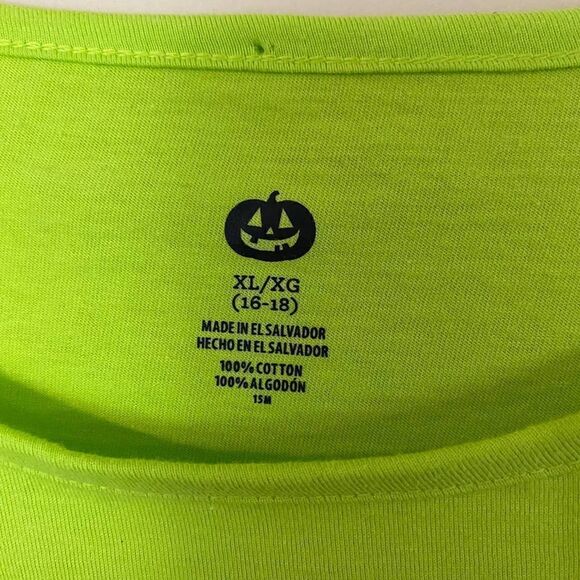 XL/XG
(16-18)
MADE IN EL SALVADOR
HECHO EN EL SALVADOR
100% COTTON
100% ALGODÓN
15M